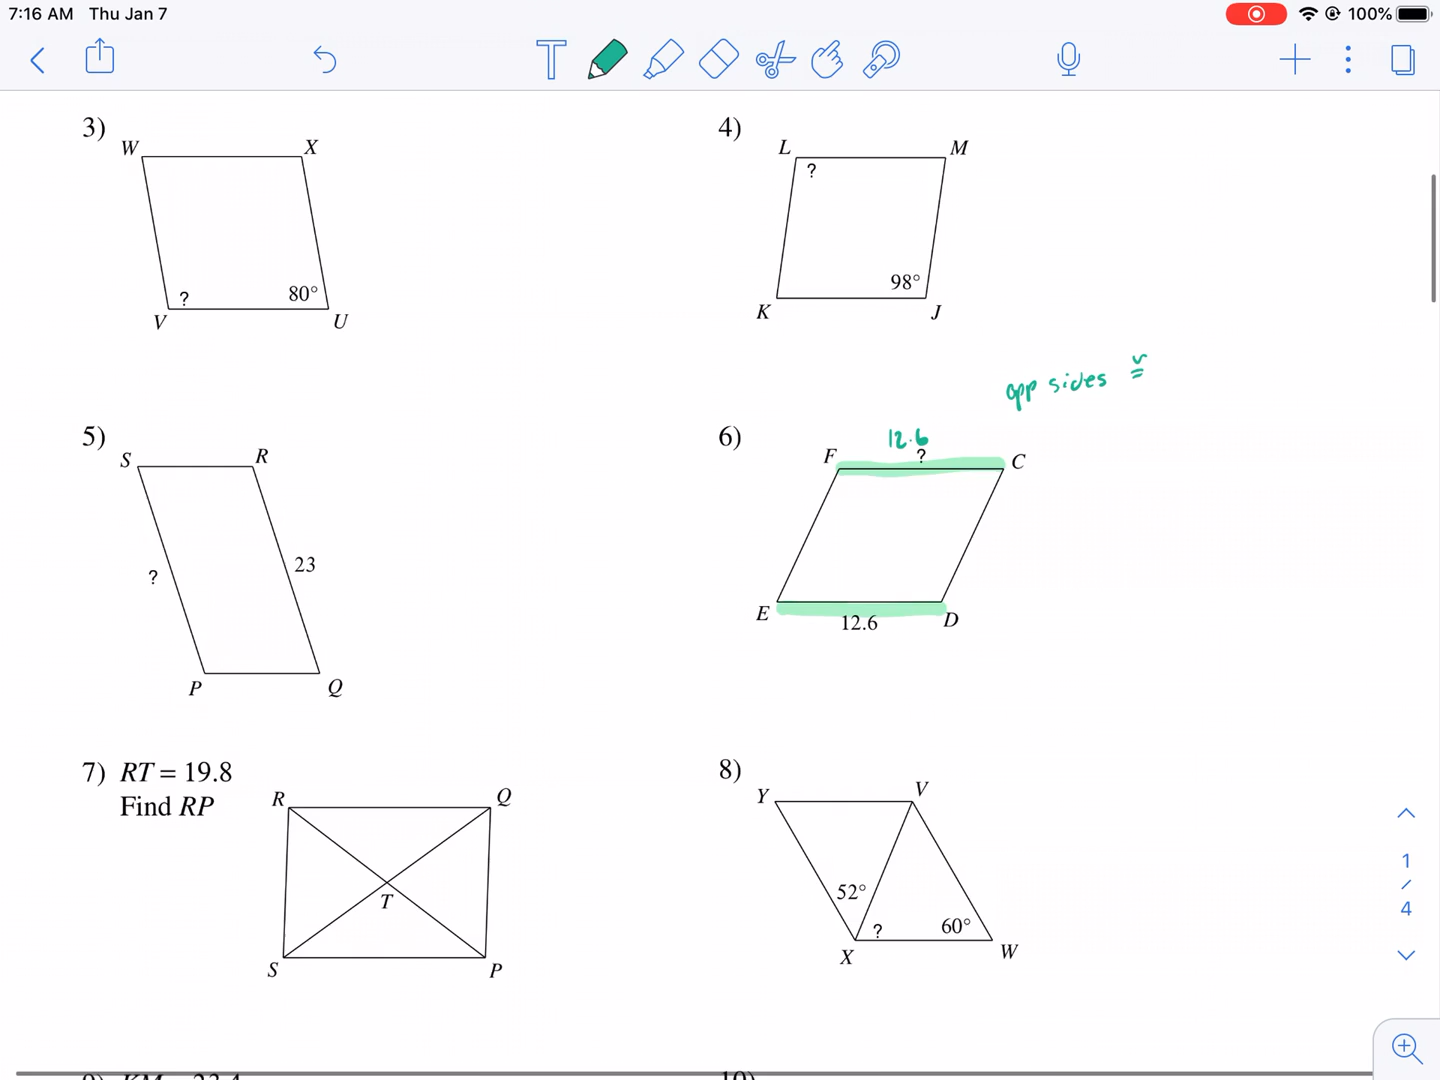 7:16 AM Thu Jan 7
100%
T
3)
W
X
?
80°
V
U
4)
L
M
?
98°
K
J
opp sides ≅
5)
S
R
23
?
P
Q
6)
12.6
F
?
C
E
12.6
D
7) RT = 19.8
Find RP
R
Q
T
S
P
8)
Y
V
52°
?
60°
X
W
1
/
4